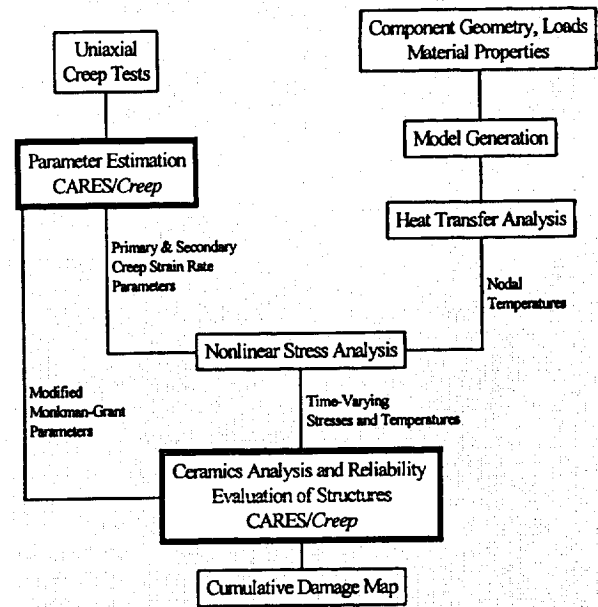 Uniaxial
Creep Tests
Component Geometry, Loads
Material Properties
Parameter Estimation
CARES/Creep
Model Generation
Heat Transfer Analysis
Primary & Secondary
Creep Strain Rate
Parameters
Nodal
Temperatures
Nonlinear Stress Analysis
Modified
Monkman-Grant
Parameters
Time-Varying
Stresses and Temperatures
Ceramics Analysis and Reliability
Evaluation of Structures
CARES/Creep
Cumulative Damage Map